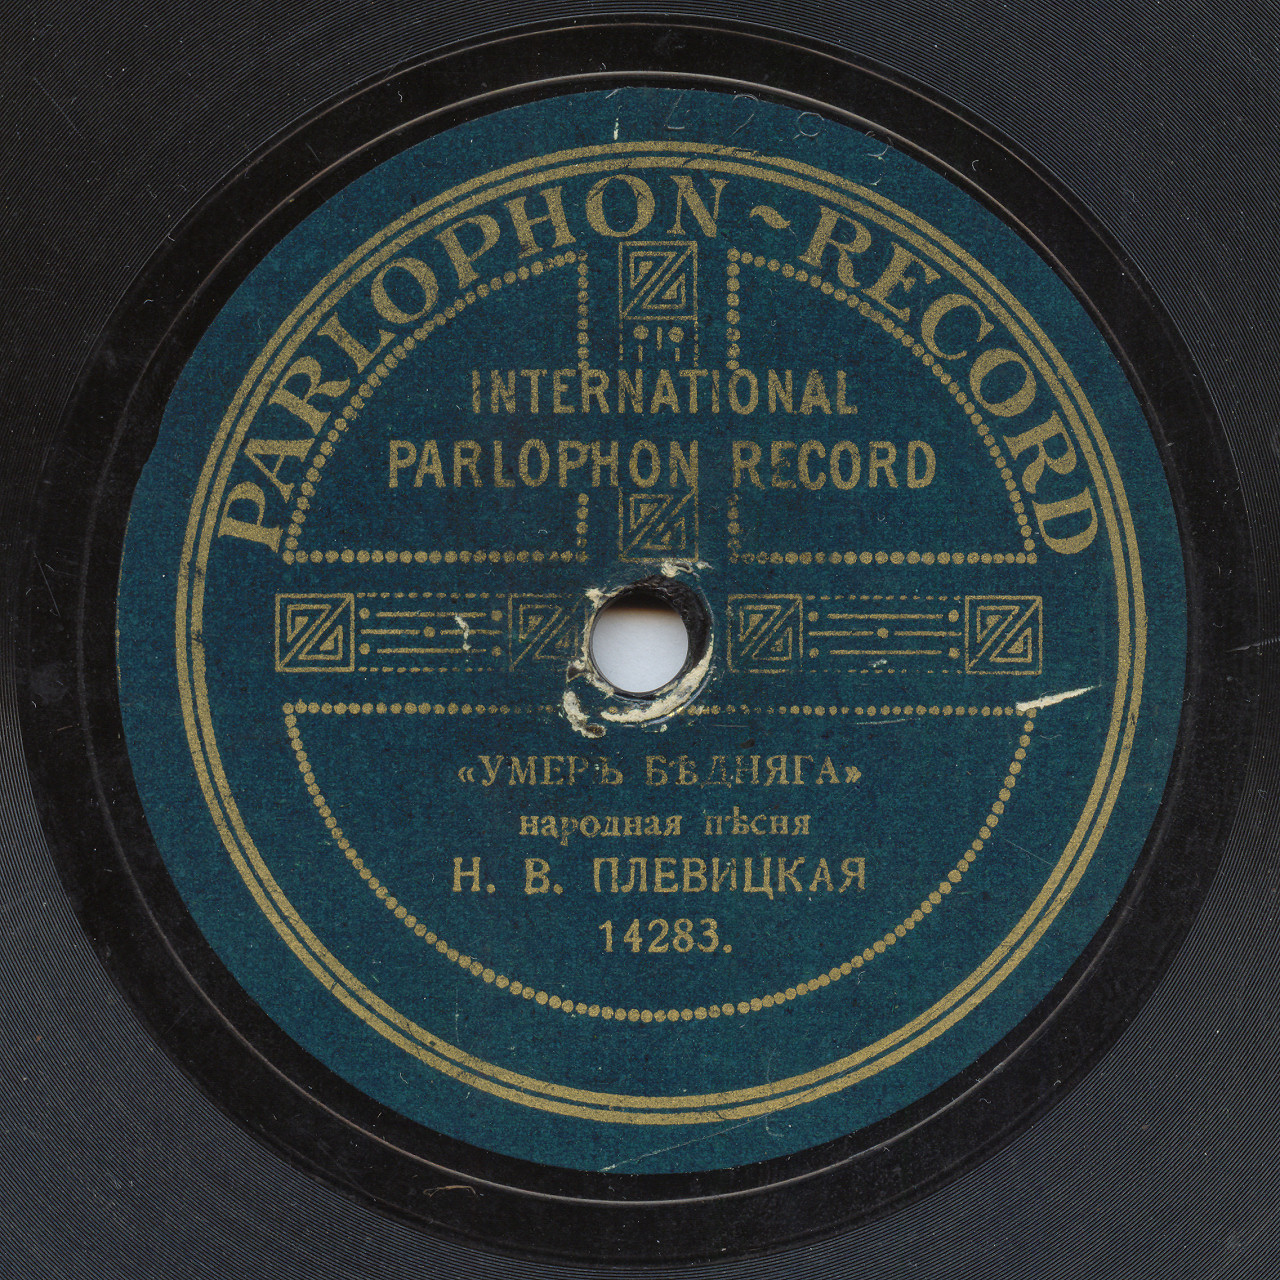 PARLOPHON ~ RECORD
INTERNATIONAL
PARLOPHON RECORD
«УМЕРЪ БѢДНЯГА»
народная пѣсня
Н. В. ПЛЕВИЦКАЯ
14283.